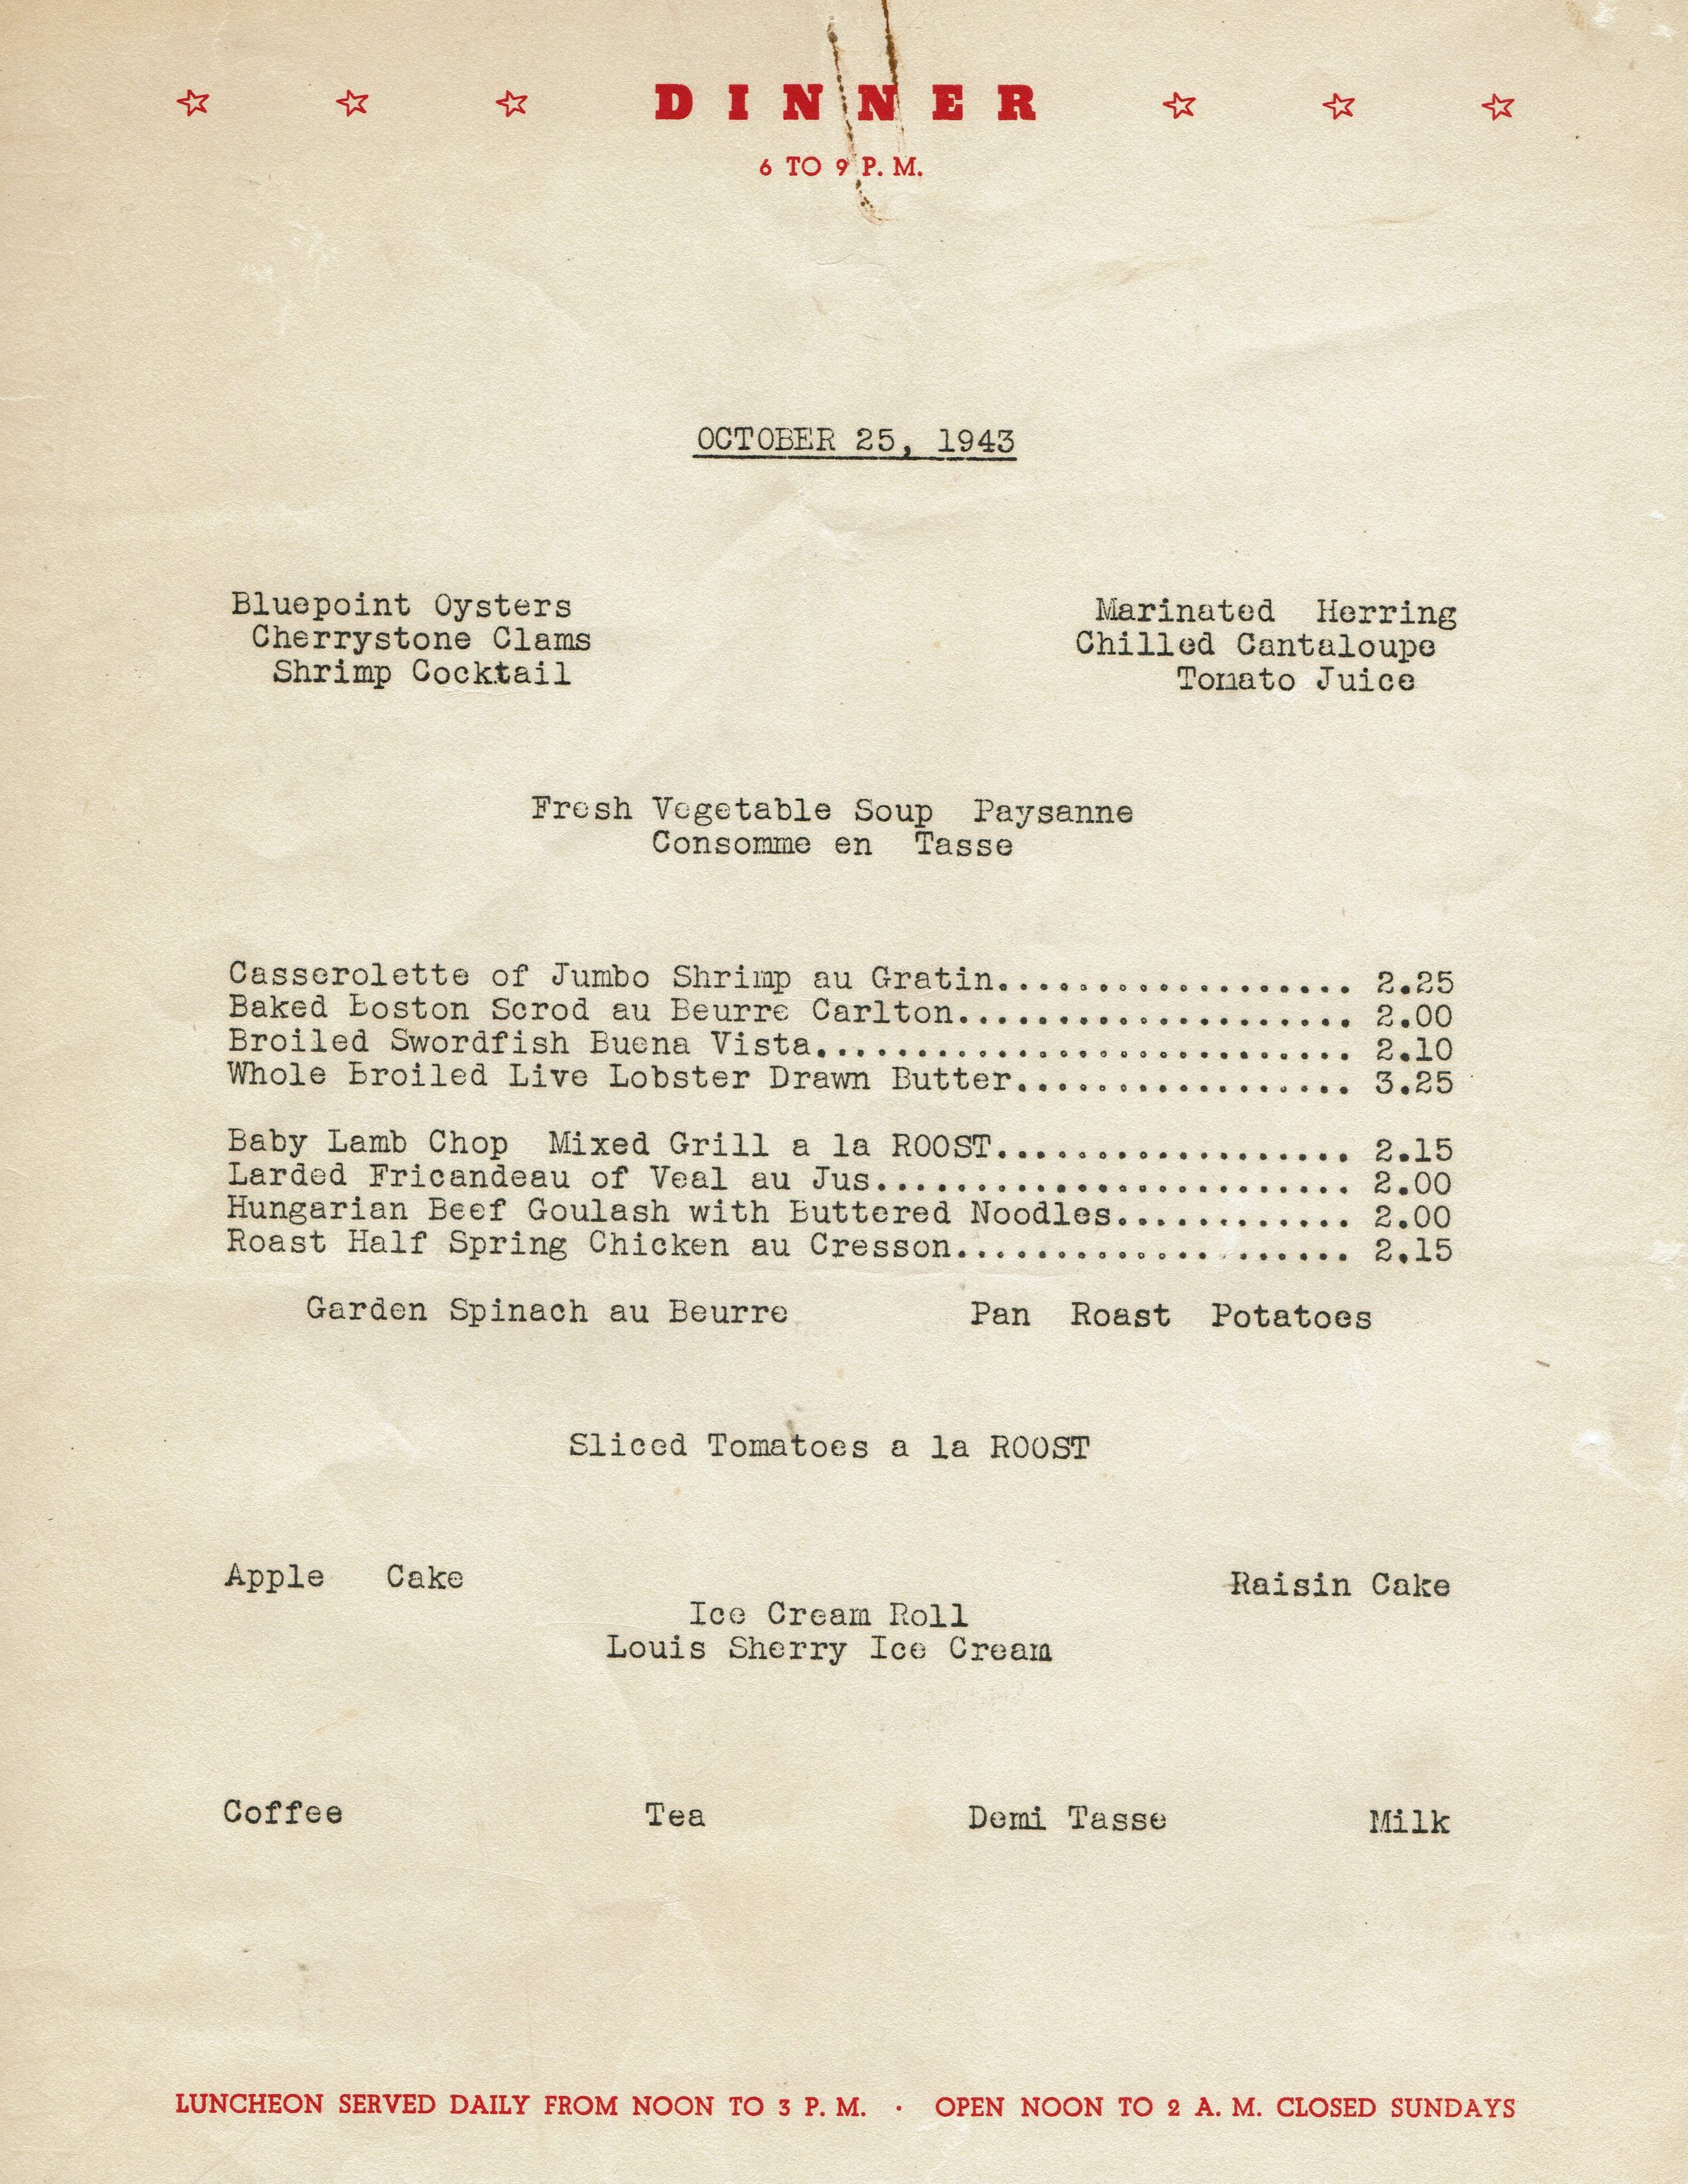 DINNER
6 TO 9 P. M.
OCTOBER 25, 1943
Bluepoint Oysters
Cherrystone Clams
Shrimp Cocktail
Marinated Herring
Chilled Cantaloupe
Tomato Juice
Fresh Vegetable Soup Paysanne
Consomme en Tasse
Casserolette of Jumbo Shrimp au Gratin.................. 2.25
Baked Boston Scrod au Beurre Carlton.................... 2.00
Broiled Swordfish Buena Vista........................... 2.10
Whole Broiled Live Lobster Drawn Butter................. 3.25
Baby Lamb Chop Mixed Grill a la ROOST.................. 2.15
Larded Fricandeau of Veal au Jus........................ 2.00
Hungarian Beef Goulash with Buttered Noodles............ 2.00
Roast Half Spring Chicken au Cresson.................... 2.15
Garden Spinach au Beurre Pan Roast Potatoes
Sliced Tomatoes a la ROOST
Apple Cake Raisin Cake
Ice Cream Roll
Louis Sherry Ice Cream
Coffee Tea Demi Tasse Milk
LUNCHEON SERVED DAILY FROM NOON TO 3 P. M. · OPEN NOON TO 2 A. M. CLOSED SUNDAYS